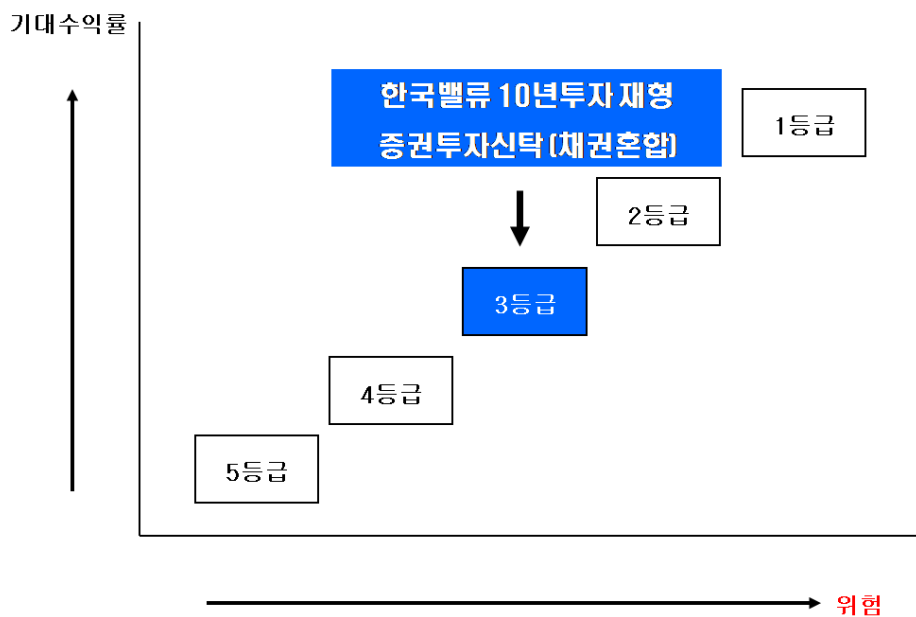 기대수익률
한국밸류 10년투자 재형
증권투자신탁(채권혼합)
1등급
2등급
3등급
4등급
5등급
위험